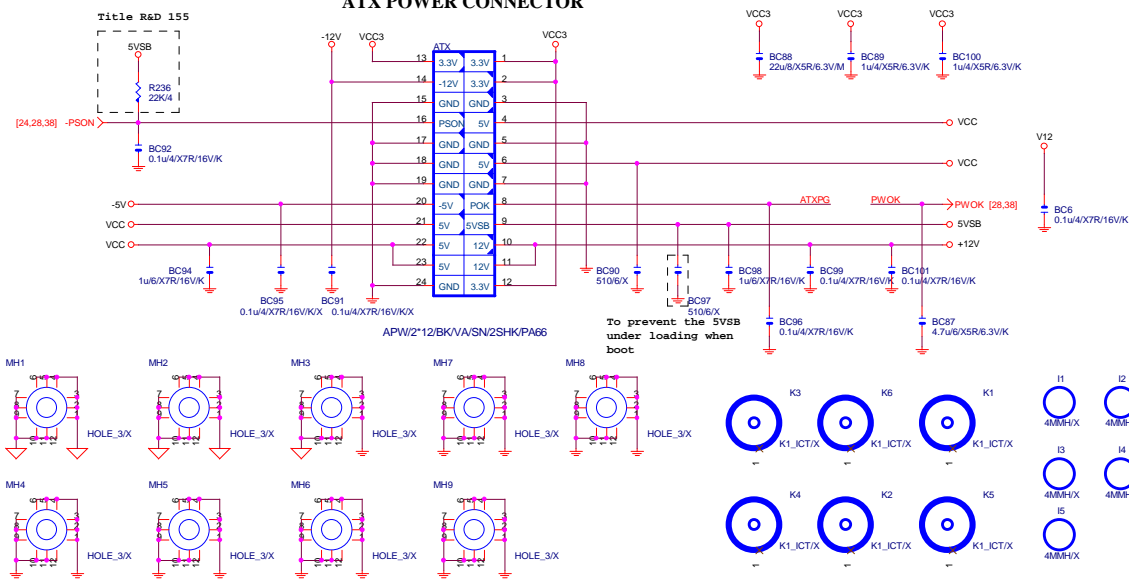 ATX POWER CONNECTOR
Title R&D 155
5VSB
R236
22K/4
[24,28,38] -PSON
BC92
0.1u/4/X7R/16V/K
-12V
VCC3
VCC3
ATX
13 3.3V 3.3V 1
14 -12V 3.3V 2
15 GND GND 3
16 PSON 5V 4
17 GND GND 5
18 GND 5V 6
19 GND GND 7
20 -5V POK 8
21 5V 5VSB 9
22 5V 12V 10
23 5V 12V 11
24 GND 3.3V 12
VCC3
BC88
22u/8/X5R/6.3V/M
VCC3
BC89
1u/4/X5R/6.3V/K
VCC3
BC100
1u/4/X5R/6.3V/K
VCC
VCC
V12
BC6
0.1u/4/X7R/16V/K
-5V
VCC
VCC
ATXPG
PWOK
PWOK [28,38]
5VSB
+12V
BC94
1u/6/X7R/16V/K
BC95
0.1u/4/X7R/16V/K/X
BC91
0.1u/4/X7R/16V/K/X
BC90
510/6/X
BC97
510/6/X
BC98
1u/6/X7R/16V/K
BC99
0.1u/4/X7R/16V/K
BC101
0.1u/4/X7R/16V/K
To prevent the 5VSB
under loading when
boot
BC96
0.1u/4/X7R/16V/K
BC87
4.7u/6/X5R/6.3V/K
APW/2*12/BK/VA/SN/2SHK/PA66
MH1
HOLE_3/X
MH2
HOLE_3/X
MH3
HOLE_3/X
MH7
HOLE_3/X
MH8
HOLE_3/X
MH4
HOLE_3/X
MH5
HOLE_3/X
MH6
HOLE_3/X
MH9
HOLE_3/X
K3
K1_ICT/X
1
K6
K1_ICT/X
1
K1
K1_ICT/X
1
K4
K1_ICT/X
1
K2
K1_ICT/X
1
K5
K1_ICT/X
1
I1
4MMH/X
I2
4MMH
I3
4MMH/X
I4
4MMH
I5
4MMH/X